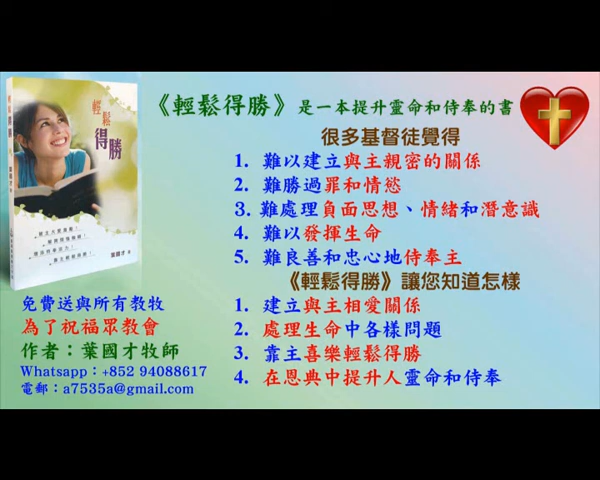 《輕鬆得勝》是一本提升靈命和侍奉的書
很多基督徒覺得
1. 難以建立與主親密的關係
2. 難勝過罪和情慾
3. 難處理負面思想、情緒和潛意識
4. 難以發揮生命
5. 難良善和忠心地侍奉主
《輕鬆得勝》讓您知道怎樣
1. 建立與主相愛關係
2. 處理生命中各樣問題
3. 靠主喜樂輕鬆得勝
4. 在恩典中提升人靈命和侍奉
輕鬆
得勝
葉國才 著
輕鬆得勝
免費送與所有教牧
為了祝福眾教會
作者：葉國才牧師
Whatsapp：+852 94088617
電郵：a7535a@gmail.com